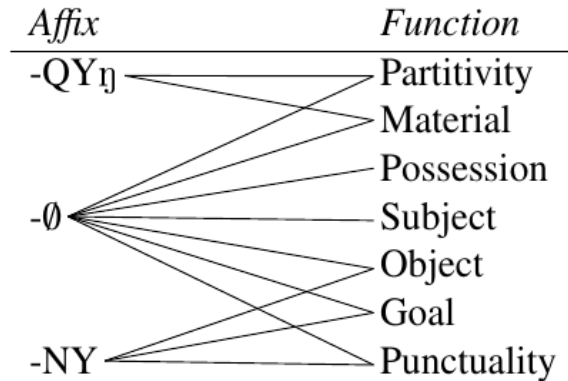 Affix Function
-QYŋ Partitivity
Material
Possession
-∅ Subject
Object
Goal
-NY Punctuality